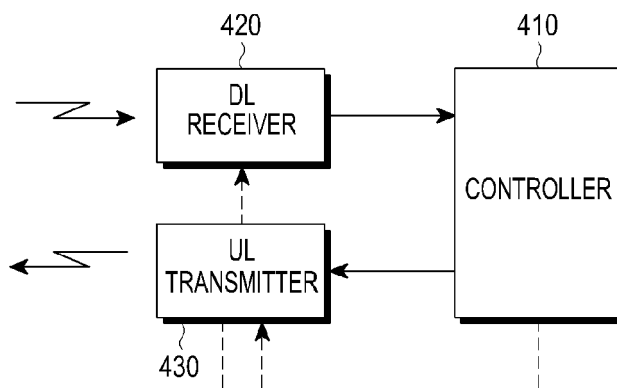 420
410
DL
RECEIVER
CONTROLLER
UL
TRANSMITTER
430